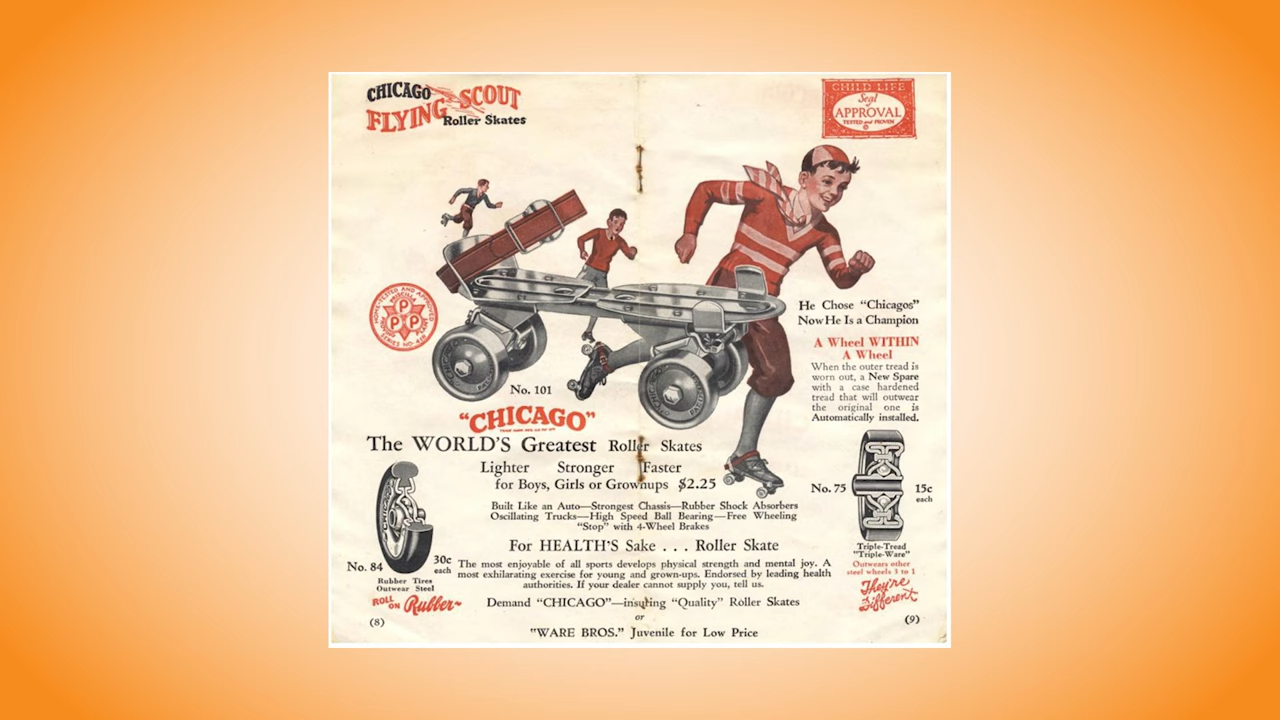 CHICAGO
FLYING SCOUT
Roller Skates
CHILD LIFE
Seal
of
APPROVAL
TESTED and PROVEN
He Chose "Chicagos"
Now He Is a Champion
A Wheel WITHIN
A Wheel
When the outer tread is
worn out, a New Spare
with a case hardened
tread that will outwear
the original one is
Automatically installed.
No. 101
"CHICAGO"
The WORLD'S Greatest Roller Skates
Lighter Stronger Faster
for Boys, Girls or Grownups $2.25
Built Like an Auto—Strongest Chassis—Rubber Shock Absorbers
Oscillating Trucks—High Speed Ball Bearing—Free Wheeling
"Stop" with 4-Wheel Brakes
For HEALTH'S Sake . . . Roller Skate
The most enjoyable of all sports develops physical strength and mental joy. A
most exhilarating exercise for young and grown-ups. Endorsed by leading health
authorities. If your dealer cannot supply you, tell us.
Demand "CHICAGO"—insuring "Quality" Roller Skates
or
"WARE BROS." Juvenile for Low Price
No. 84
30c
each
Rubber Tires
Outwear Steel
ROLL
ON Rubber
(8)
No. 75
15c
each
Triple-Tread
"Triple-Ware"
Outwears other
steel wheels 3 to 1
They're
Different
(9)